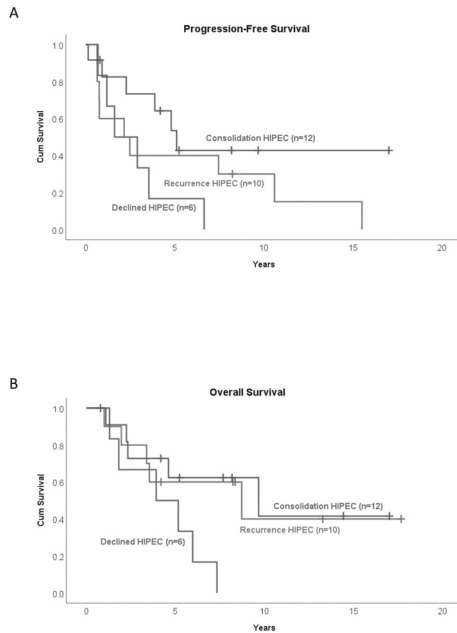 A
Progression-Free Survival
1.0
0.8
0.6
0.4
0.2
0.0
Cum Survival
Consolidation HIPEC (n=12)
Recurrence HIPEC (n=10)
Declined HIPEC (n=6)
0 5 10 15 20
Years
B
Overall Survival
1.0
0.8
0.6
0.4
0.2
0.0
Cum Survival
Consolidation HIPEC (n=12)
Recurrence HIPEC (n=10)
Declined HIPEC (n=6)
0 5 10 15 20
Years